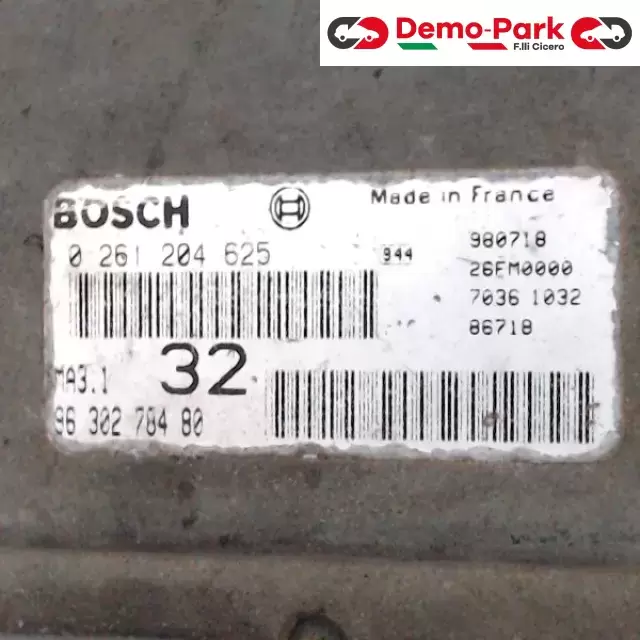 Demo-Park
F.lli Cicero
BOSCH
Made in France
0 261 204 625
944
980718
26FM0000
7036 1032
86718
MA3.1
32
96 302 784 80